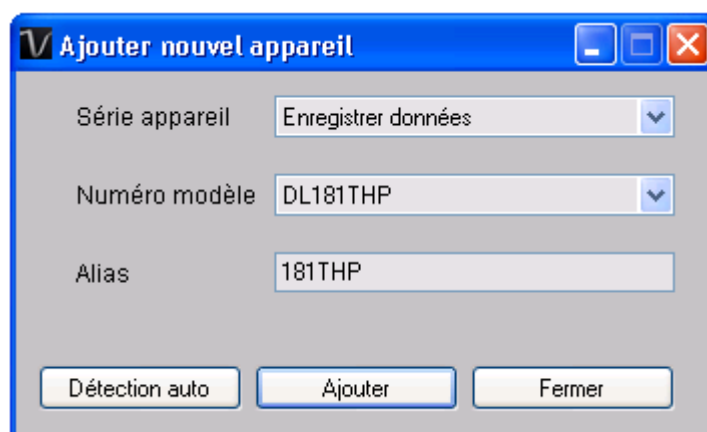 Ajouter nouvel appareil
Série appareil Enregistrer données
Numéro modèle DL181THP
Alias 181THP
Détection auto Ajouter Fermer